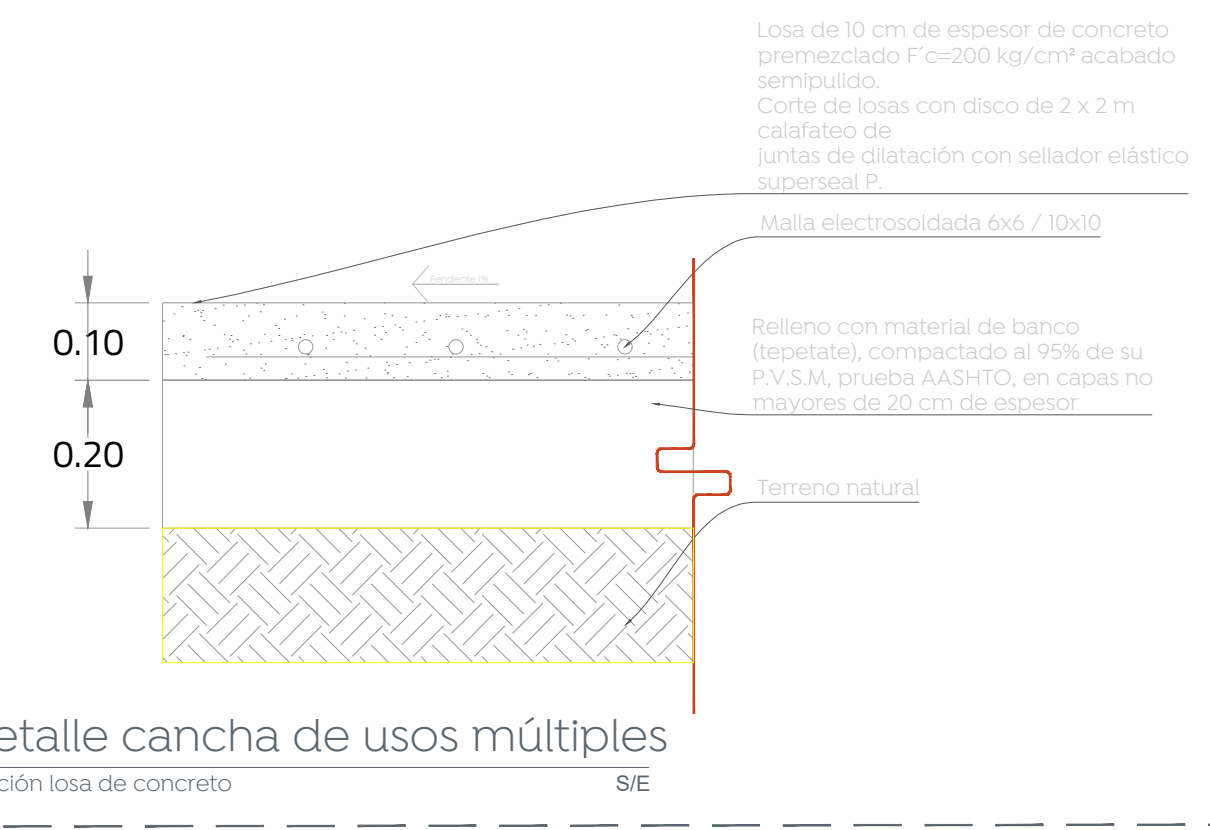 Losa de 10 cm de espesor de concreto
premezclado F´c=200 kg/cm² acabado
semipulido.
Corte de losas con disco de 2 x 2 m
calafateo de
juntas de dilatación con sellador elástico
superseal P.
Malla electrosoldada 6x6 / 10x10
Pendiente 1%
0.10
Relleno con material de banco
(tepetate), compactado al 95% de su
P.V.S.M, prueba AASHTO, en capas no
mayores de 20 cm de espesor
0.20
Terreno natural
etalle cancha de usos múltiples
ción losa de concreto
S/E